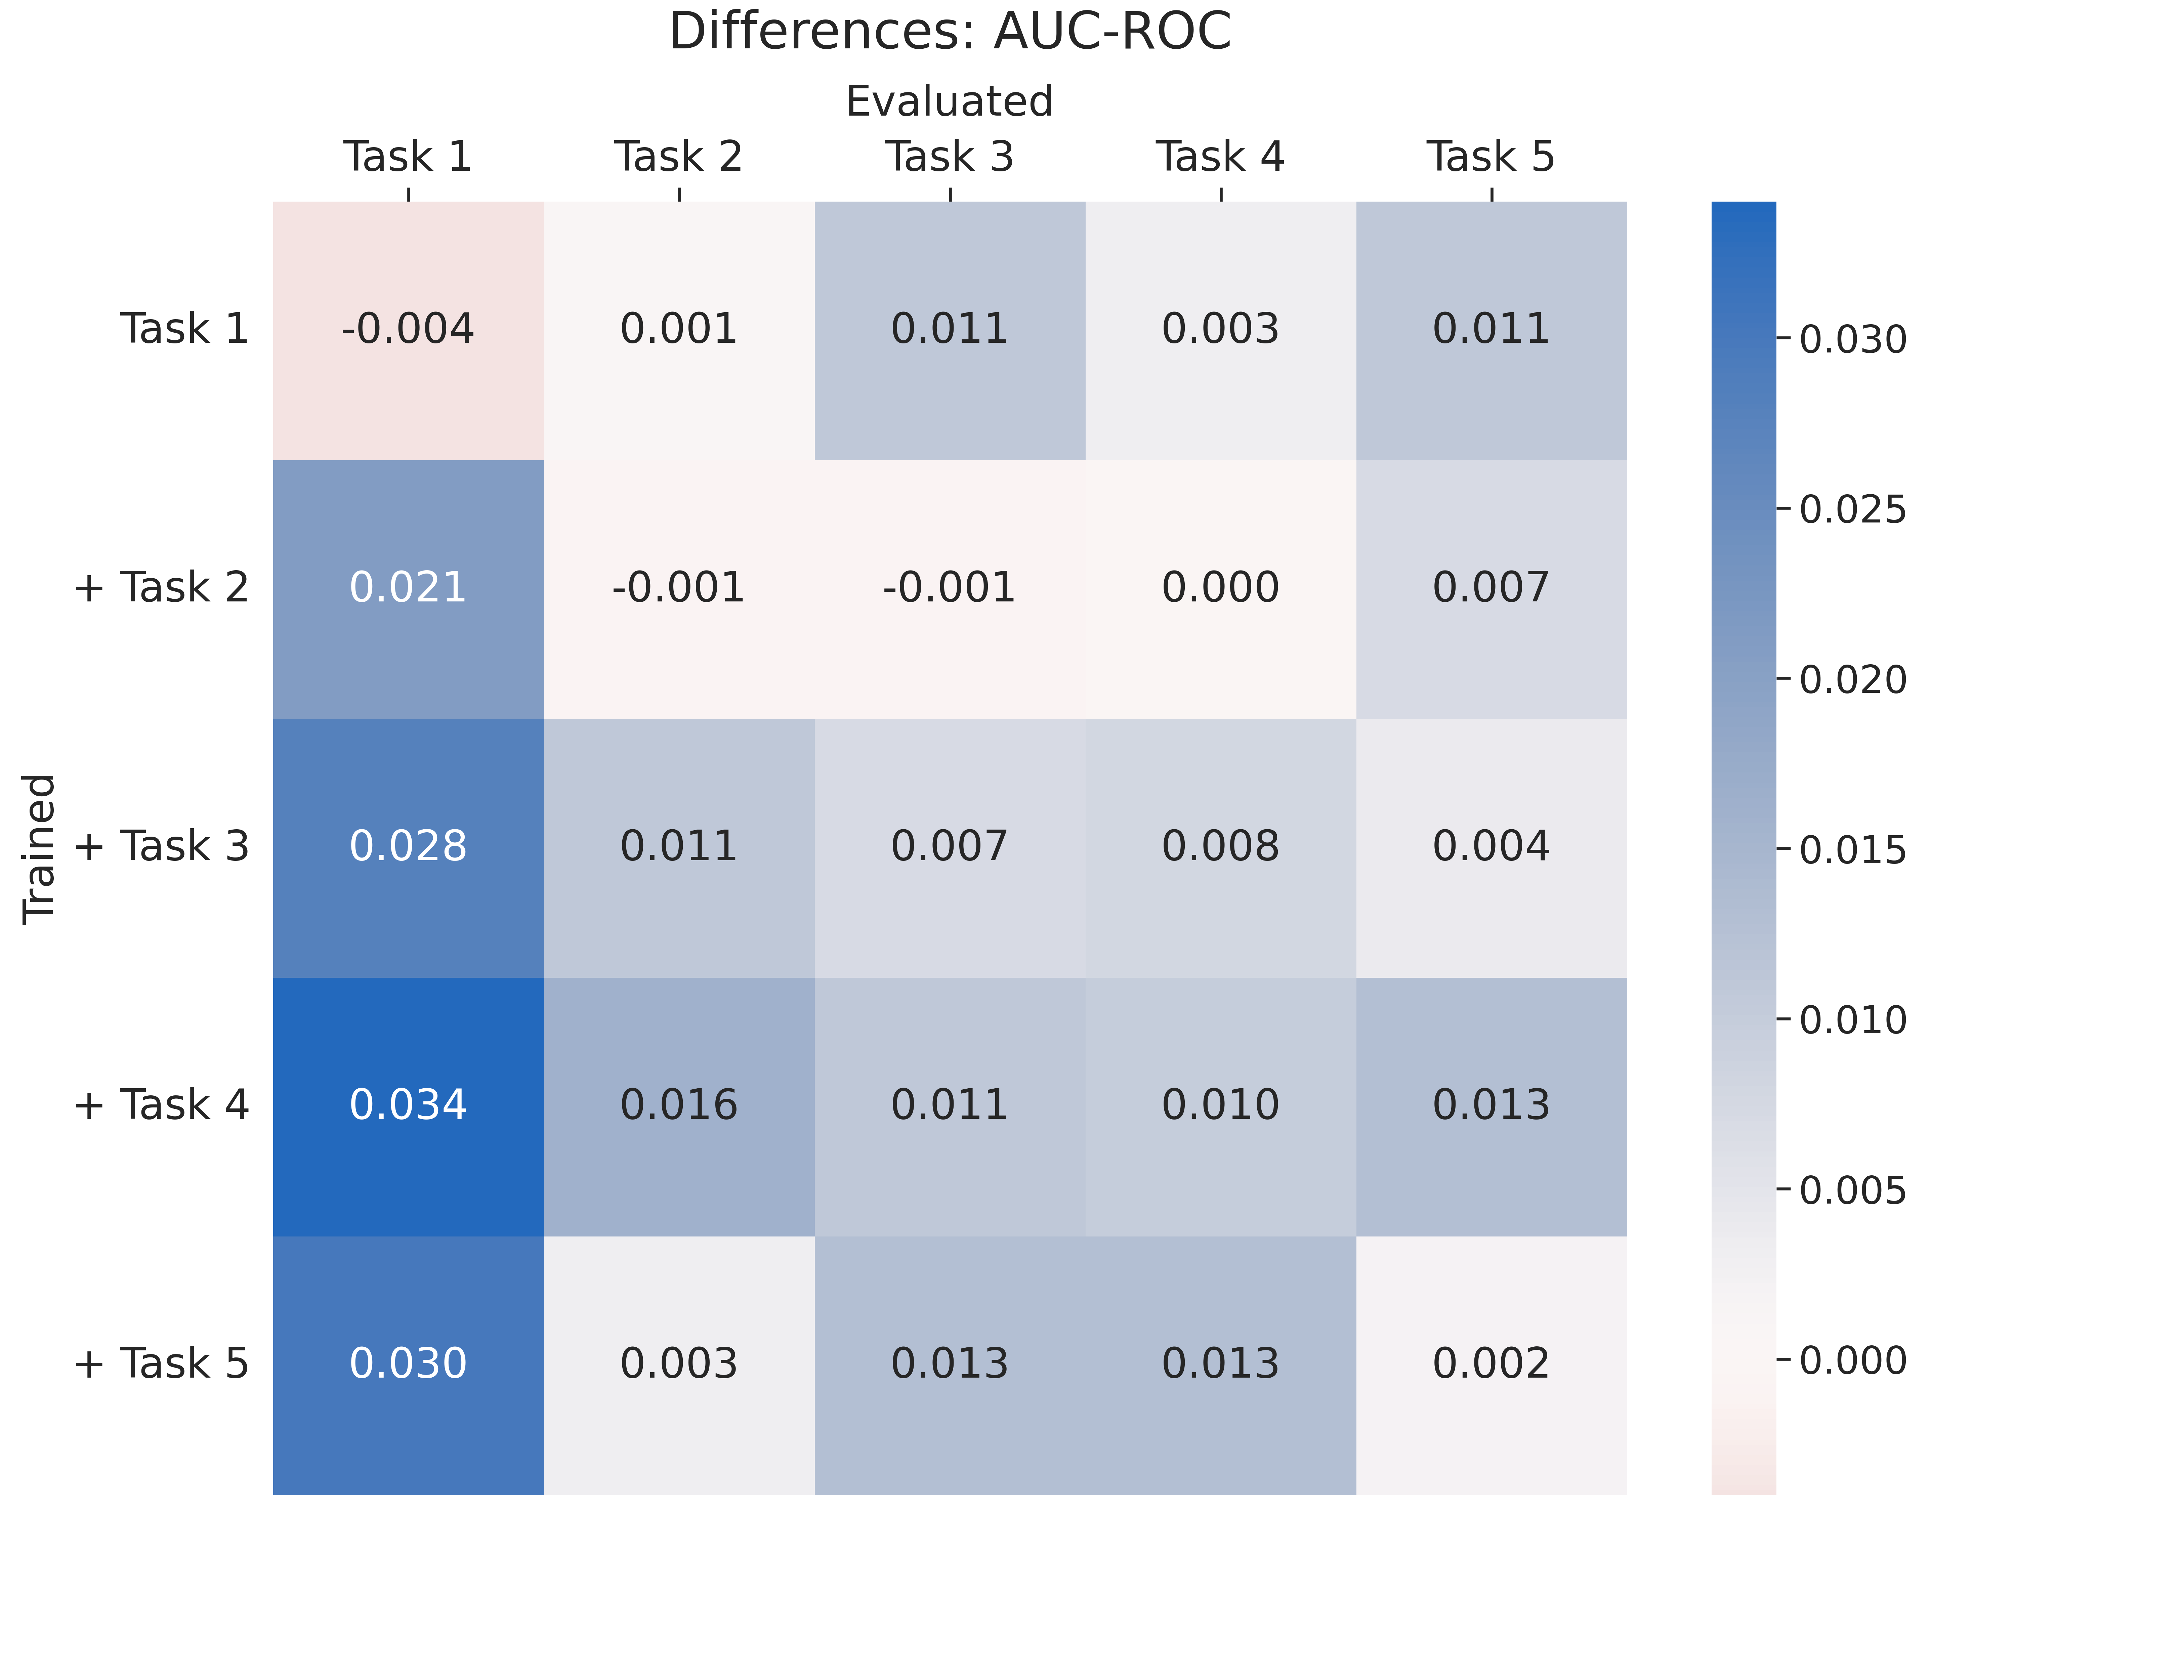 Differences: AUC-ROC
Evaluated
Task 1 Task 2 Task 3 Task 4 Task 5
Trained
Task 1 -0.004 0.001 0.011 0.003 0.011
+ Task 2 0.021 -0.001 -0.001 0.000 0.007
+ Task 3 0.028 0.011 0.007 0.008 0.004
+ Task 4 0.034 0.016 0.011 0.010 0.013
+ Task 5 0.030 0.003 0.013 0.013 0.002
0.030
0.025
0.020
0.015
0.010
0.005
0.000